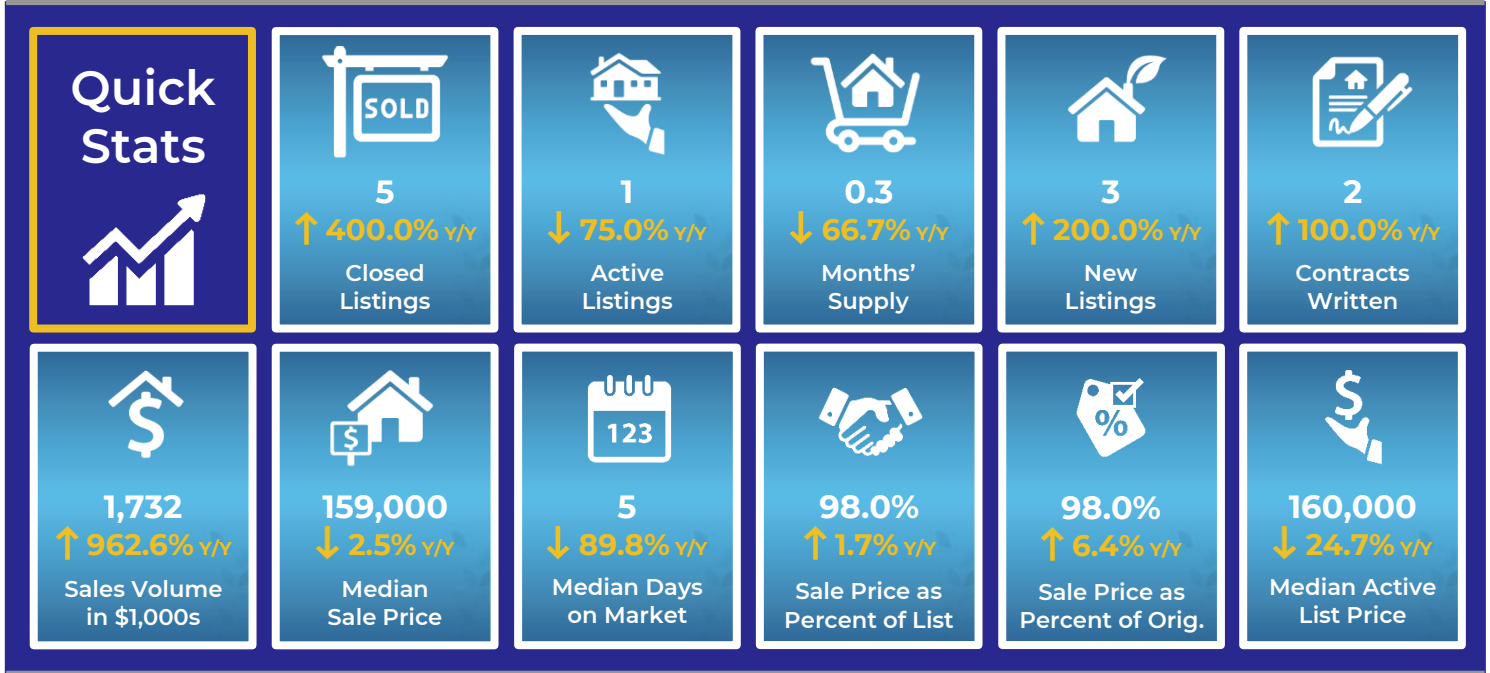 Quick
Stats
SOLD
5
↑ 400.0% Y/Y
Closed
Listings
1
↓ 75.0% Y/Y
Active
Listings
0.3
↓ 66.7% Y/Y
Months’
Supply
3
↑ 200.0% Y/Y
New
Listings
2
↑ 100.0% Y/Y
Contracts
Written
$
1,732
↑ 962.6% Y/Y
Sales Volume
in $1,000s
$
159,000
↓ 2.5% Y/Y
Median
Sale Price
123
5
↓ 89.8% Y/Y
Median Days
on Market
98.0%
↑ 1.7% Y/Y
Sale Price as
Percent of List
%
98.0%
↑ 6.4% Y/Y
Sale Price as
Percent of Orig.
$
160,000
↓ 24.7% Y/Y
Median Active
List Price